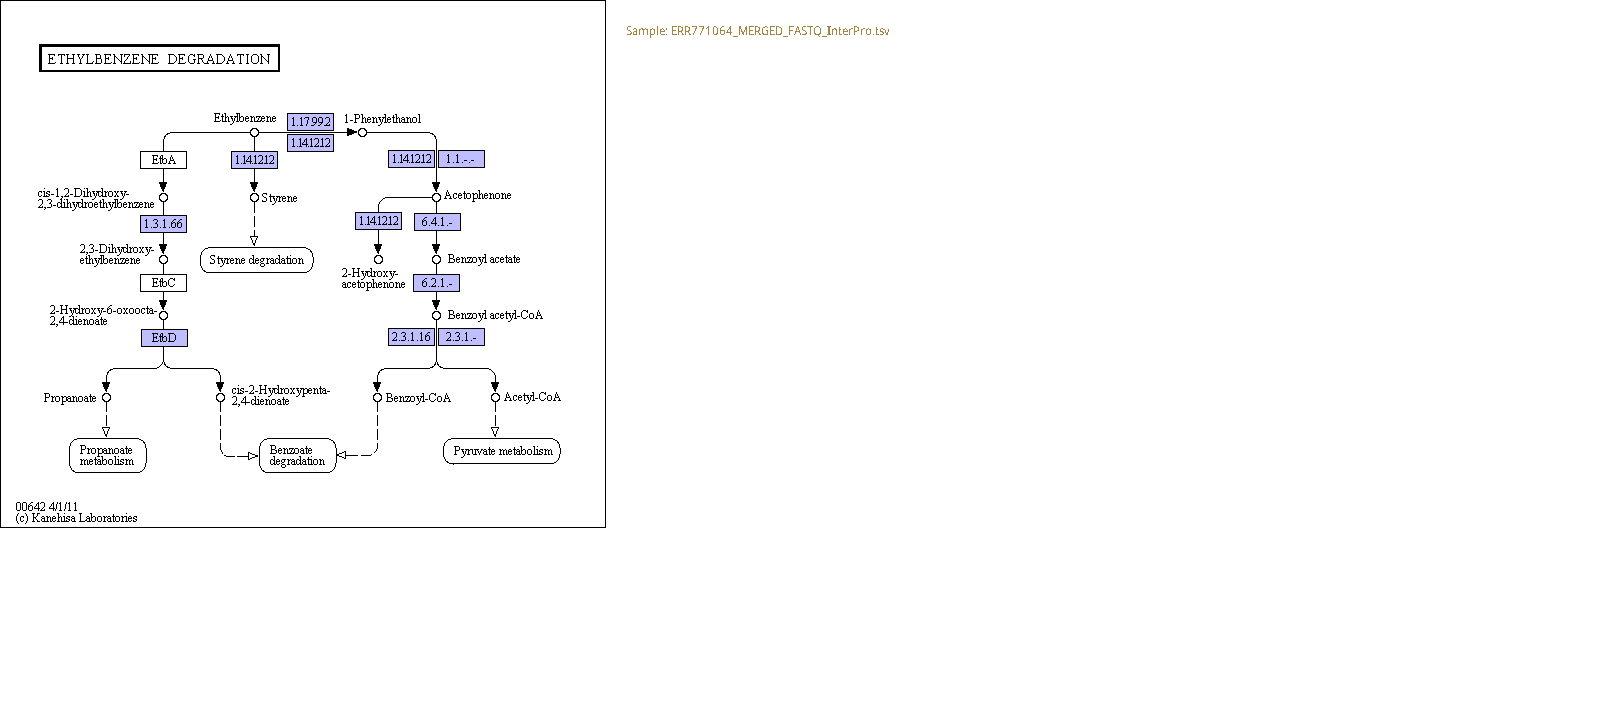 Sample: ERR771064_MERGED_FASTQ_InterPro.tsv
ETHYLBENZENE DEGRADATION
Ethylbenzene
1.17.99.2
1-Phenylethanol
1.14.12.12
EtbA
1.14.12.12
1.14.12.12
1.1.-.-
cis-1,2-Dihydroxy-
2,3-dihydroethylbenzene
Styrene
Acetophenone
1.3.1.66
1.14.12.12
6.4.1.-
2,3-Dihydroxy-
ethylbenzene
Styrene degradation
Benzoyl acetate
2-Hydroxy-
acetophenone
EtbC
6.2.1.-
2-Hydroxy-6-oxoocta-
2,4-dienoate
Benzoyl acetyl-CoA
EtbD
2.3.1.16
2.3.1.-
Propanoate
cis-2-Hydroxypenta-
2,4-dienoate
Benzoyl-CoA
Acetyl-CoA
Propanoate
metabolism
Benzoate
degradation
Pyruvate metabolism
00642 4/1/11
(c) Kanehisa Laboratories